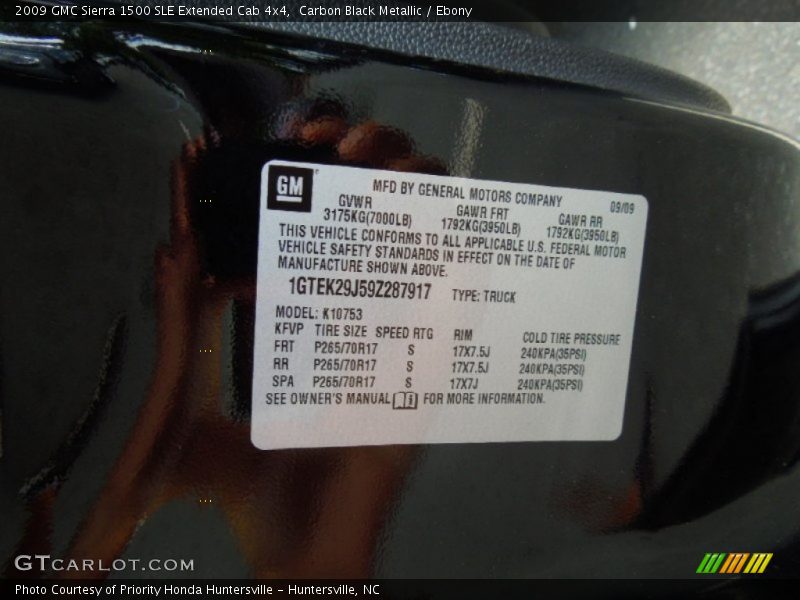 2009 GMC Sierra 1500 SLE Extended Cab 4x4,  Carbon Black Metallic / Ebony
GM
MFD BY GENERAL MOTORS COMPANY 09/09
GVWR GAWR FRT GAWR RR
3175KG(7000LB) 1792KG(3950LB) 1792KG(3950LB)
THIS VEHICLE CONFORMS TO ALL APPLICABLE U.S. FEDERAL MOTOR
VEHICLE SAFETY STANDARDS IN EFFECT ON THE DATE OF
MANUFACTURE SHOWN ABOVE.
1GTEK29J59Z287917 TYPE: TRUCK
MODEL: K10753
KFVP TIRE SIZE SPEED RTG RIM COLD TIRE PRESSURE
FRT P265/70R17 S 17X7.5J 240KPA(35PSI)
RR P265/70R17 S 17X7.5J 240KPA(35PSI)
SPA P265/70R17 S 17X7J 240KPA(35PSI)
SEE OWNER'S MANUAL FOR MORE INFORMATION.
GTCARLOT.COM
Photo Courtesy of Priority Honda Huntersville – Huntersville, NC